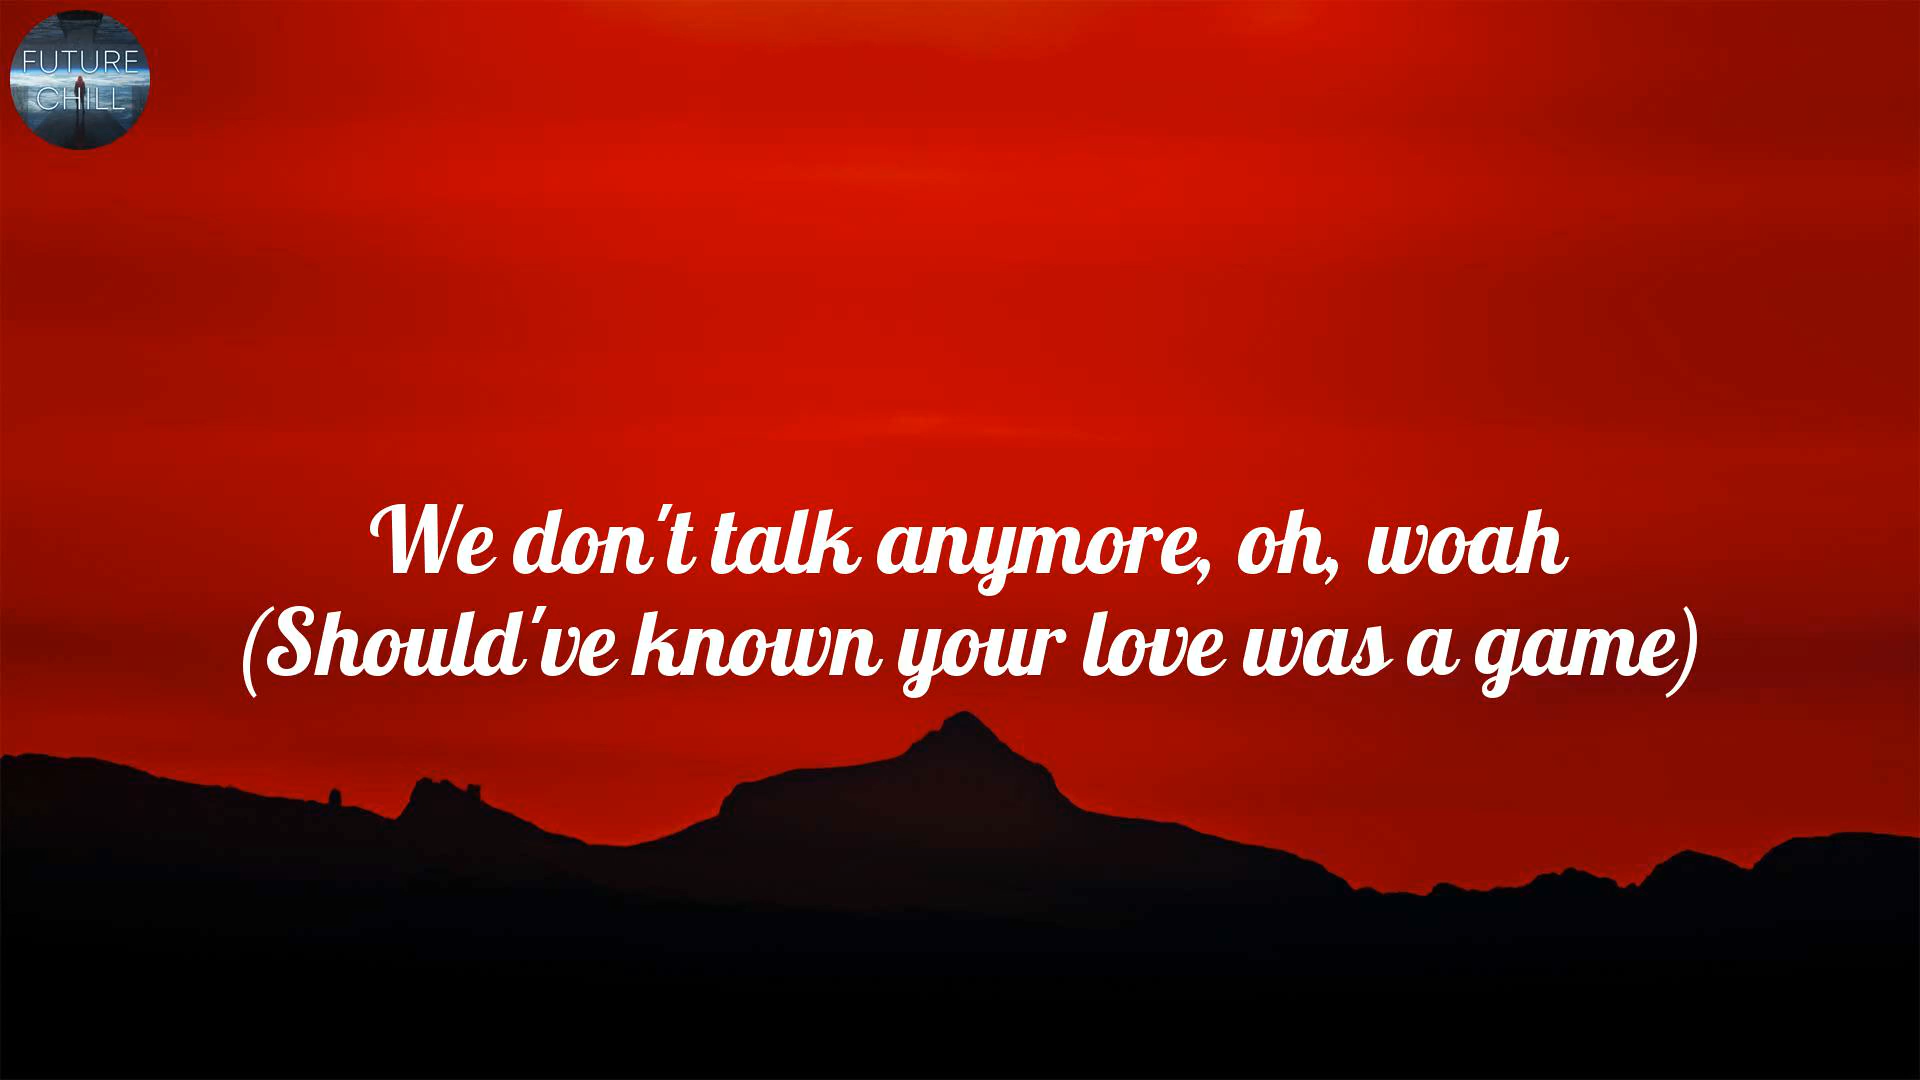 FUTURE
CHILL
We don't talk anymore, oh, woah
(Should've known your love was a game)